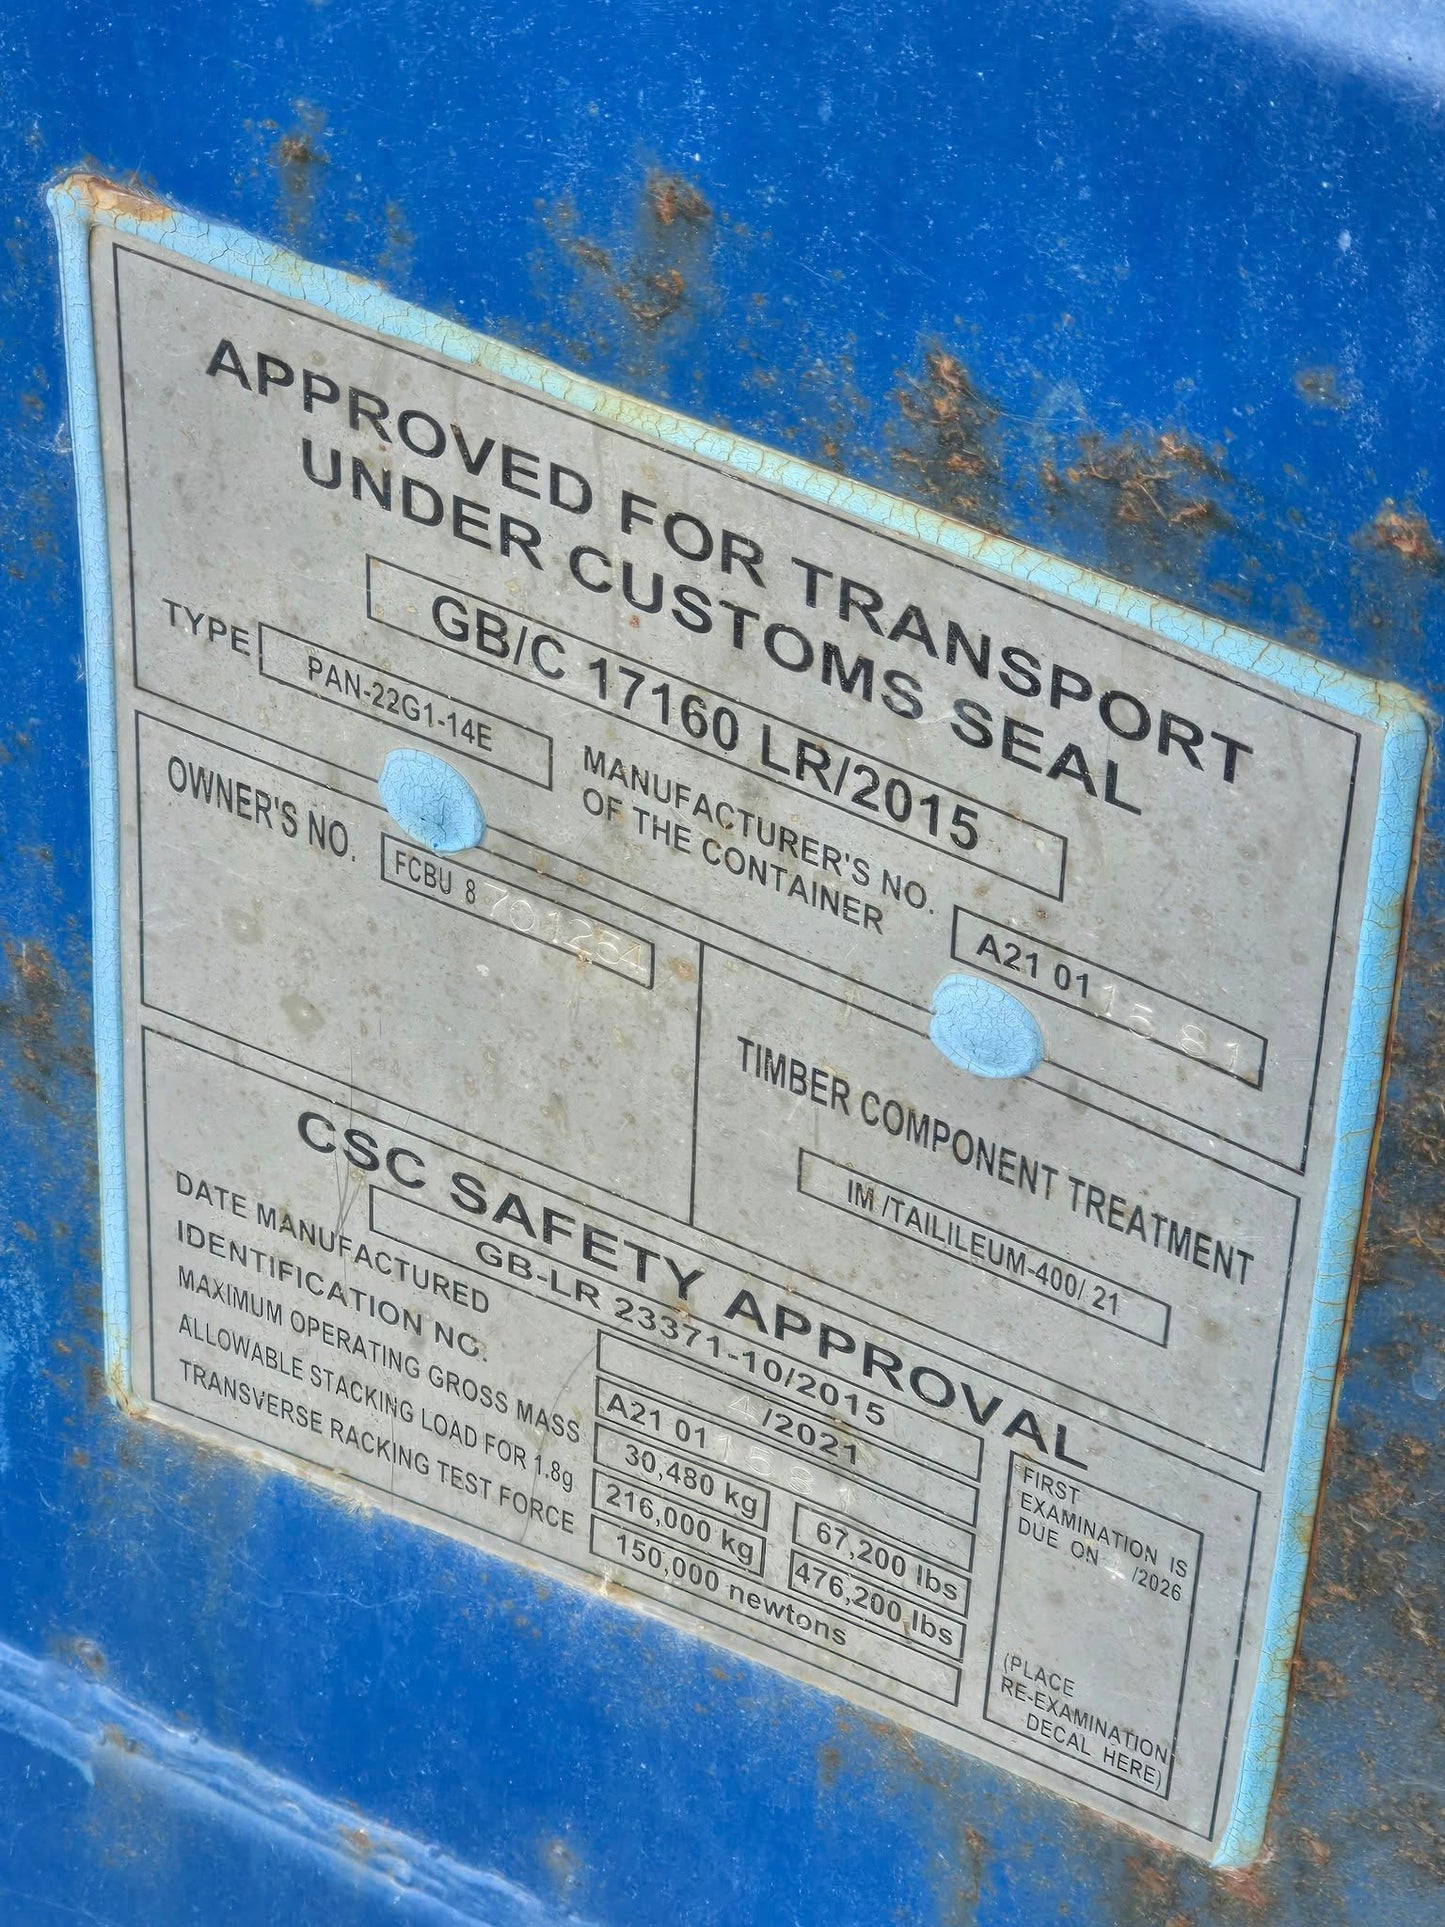 APPROVED FOR TRANSPORT
UNDER CUSTOMS SEAL
GB/C 17160 LR/2015
TYPE PAN-22G1-14E
MANUFACTURER'S NO.
OF THE CONTAINER
A21 01 1581
OWNER'S NO. FCBU 8 701254
TIMBER COMPONENT TREATMENT
IM /TAILILEUM-400/ 21
CSC SAFETY APPROVAL
GB-LR 23371-10/2015
DATE MANUFACTURED 4/2021
IDENTIFICATION NO. A21 01 1581
MAXIMUM OPERATING GROSS MASS 30,480 kg 67,200 lbs
ALLOWABLE STACKING LOAD FOR 1.8g 216,000 kg 476,200 lbs
TRANSVERSE RACKING TEST FORCE 150,000 newtons
FIRST
EXAMINATION IS
DUE ON /2026
(PLACE
RE-EXAMINATION
DECAL HERE)